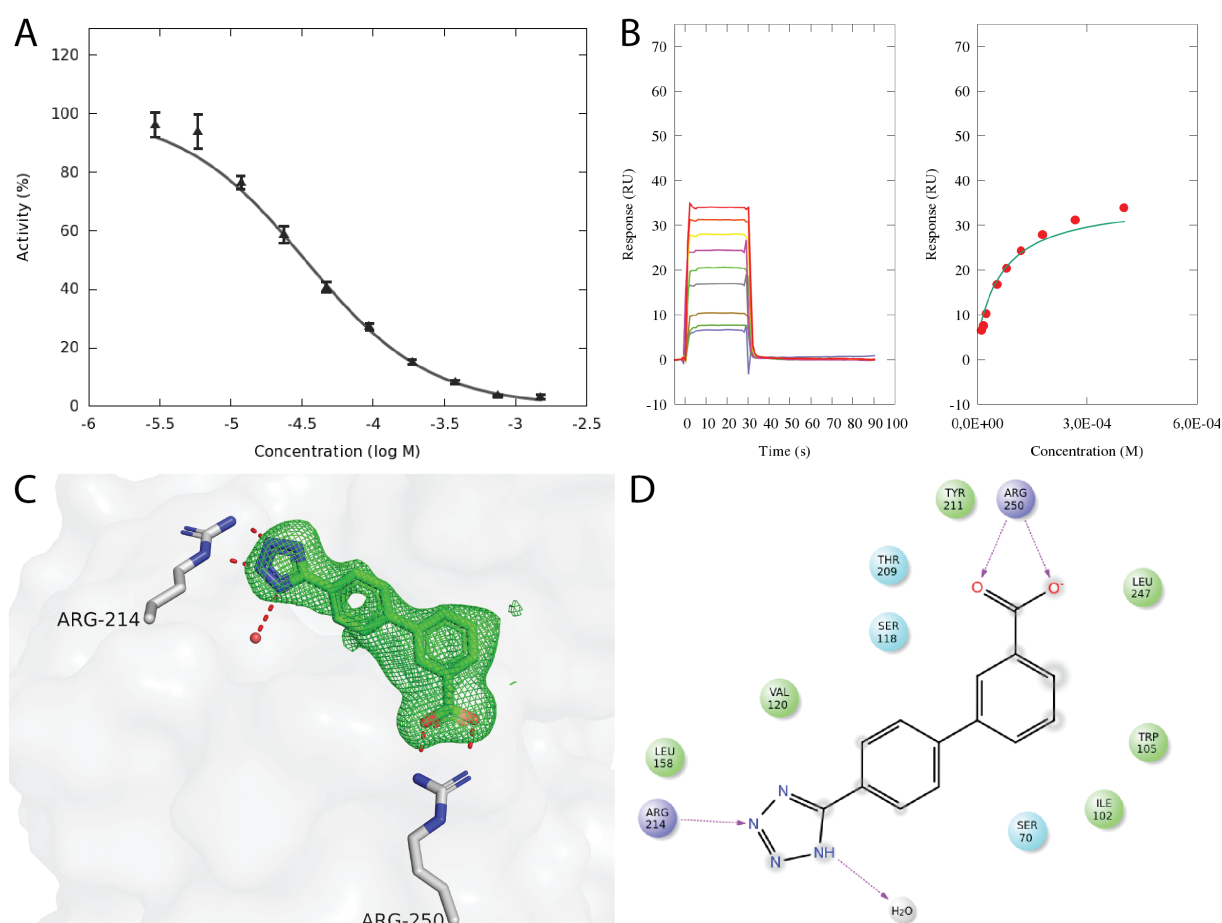 A
120
100
80
60
40
20
0
-6 -5.5 -5 -4.5 -4 -3.5 -3 -2.5
Activity (%)
Concentration (log M)
B
70
60
50
40
30
20
10
0
-10
0 10 20 30 40 50 60 70 80 90 100
Response (RU)
Time (s)
70
60
50
40
30
20
10
0
-10
0,0E+00 3,0E-04 6,0E-04
Response (RU)
Concentration (M)
C
ARG-214
ARG-250
D
TYR
211
ARG
250
THR
209
LEU
247
O O-
SER
118
VAL
120
TRP
105
LEU
158
ILE
102
ARG
214
SER
70
N
N
N
NH
H₂O